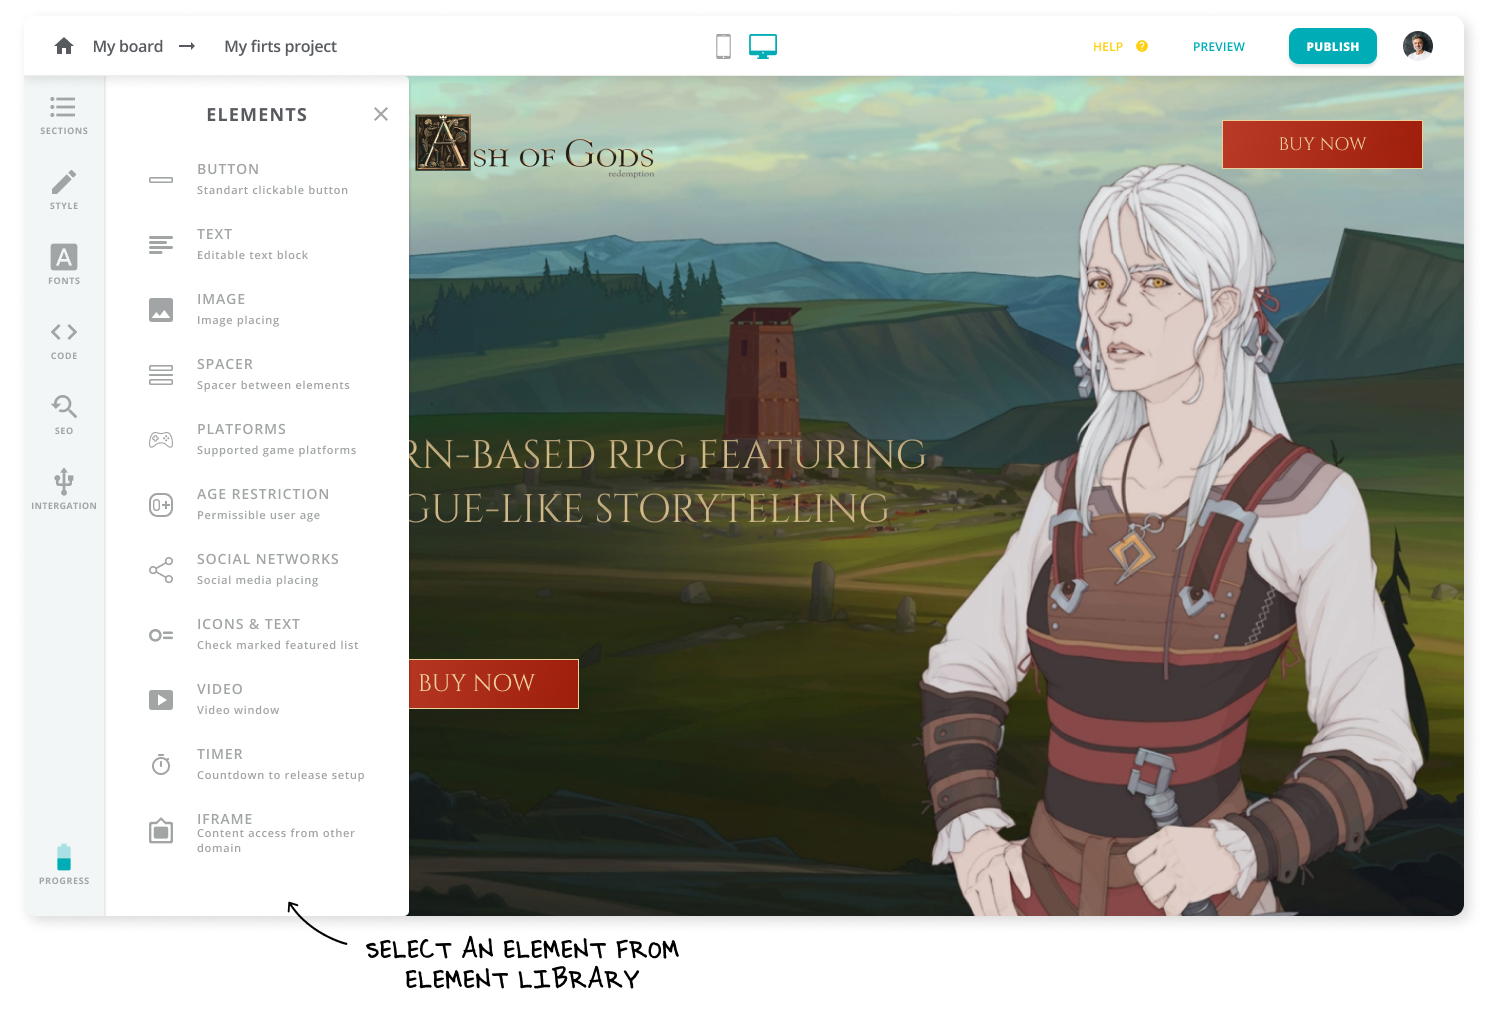 My board → My firts project
HELP ?
PREVIEW
PUBLISH
SECTIONS
STYLE
A
FONTS
CODE
SEO
INTERGATION
PROGRESS
ELEMENTS
BUTTON
Standart clickable button
TEXT
Editable text block
IMAGE
Image placing
SPACER
Spacer between elements
PLATFORMS
Supported game platforms
0+
AGE RESTRICTION
Permissible user age
SOCIAL NETWORKS
Social media placing
ICONS & TEXT
Check marked featured list
VIDEO
Video window
TIMER
Countdown to release setup
IFRAME
Content access from other
domain
ASH OF GODS
redemption
BUY NOW
RN-BASED RPG FEATURING
GUE-LIKE STORYTELLING
BUY NOW
SELECT AN ELEMENT FROM
ELEMENT LIBRARY